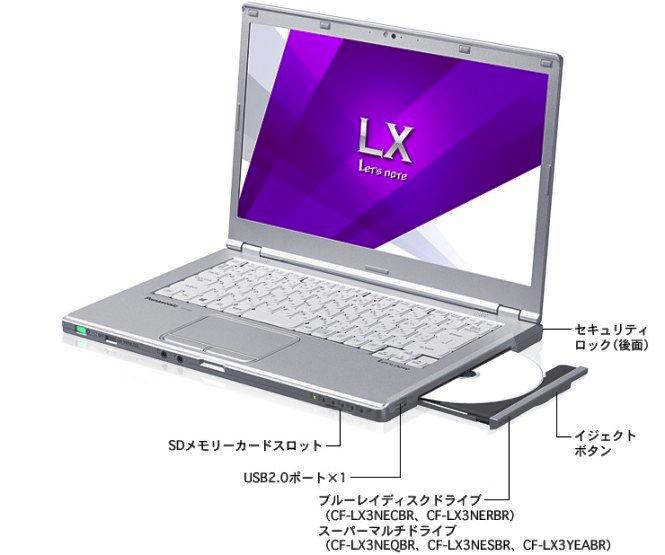 LX
Let's note
Panasonic
セキュリティ
ロック(後面)
イジェクト
ボタン
SDメモリーカードスロット
USB2.0ポート×1
ブルーレイディスクドライブ
(CF-LX3NECBR、CF-LX3NERBR)
スーパーマルチドライブ
(CF-LX3NEQBR、CF-LX3NESBR、CF-LX3YEABR)